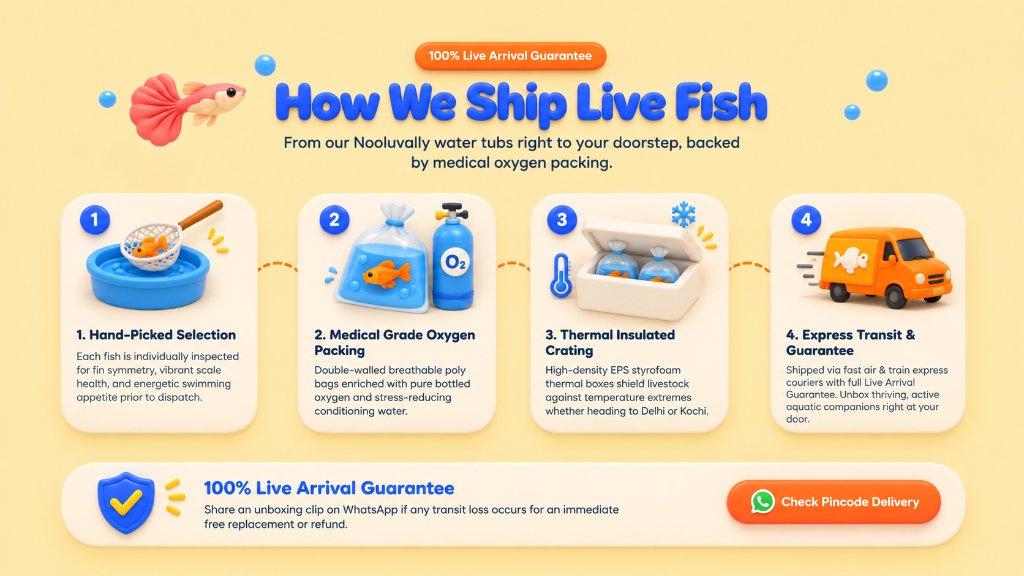 100% Live Arrival Guarantee
How We Ship Live Fish
From our Nooluvally water tubs right to your doorstep, backed
by medical oxygen packing.
1
1. Hand-Picked Selection
Each fish is individually inspected
for fin symmetry, vibrant scale
health, and energetic swimming
appetite prior to dispatch.
2
O₂
2. Medical Grade Oxygen
Packing
Double-walled breathable poly
bags enriched with pure bottled
oxygen and stress-reducing
conditioning water.
3
3. Thermal Insulated
Crating
High-density EPS styrofoam
thermal boxes shield livestock
against temperature extremes
whether heading to Delhi or Kochi.
4
4. Express Transit &
Guarantee
Shipped via fast air & train express
couriers with full Live Arrival
Guarantee. Unbox thriving, active
aquatic companions right at your
door.
100% Live Arrival Guarantee
Share an unboxing clip on WhatsApp if any transit loss occurs for an immediate
free replacement or refund.
Check Pincode Delivery